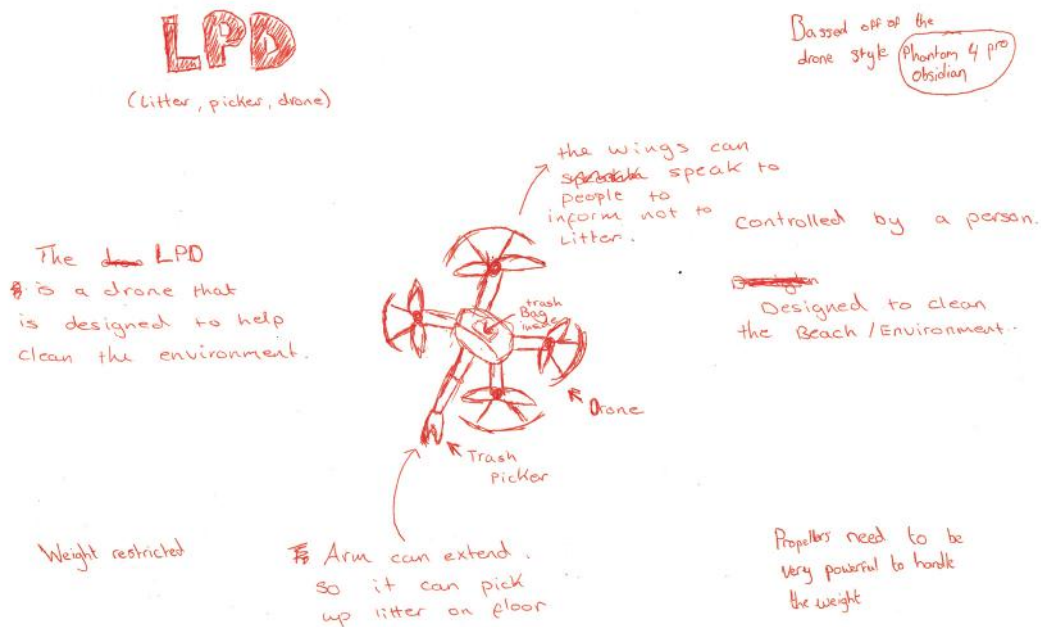 LPD
(Litter, picker, drone)
Bassed off of the
drone style Phantom 4 pro
Obsidian
the wings can
speak to
people to
inform not to
Litter.
controlled by a person.
The LPD
is a drone that
is designed to help
clean the environment.
trash
Bag
inside
Designed to clean
the Beach/Environment.
Drone
Trash
Picker
Weight restricted
Arm can extend.
so it can pick
up litter on floor
Propellors need to be
very powerful to handle
the weight